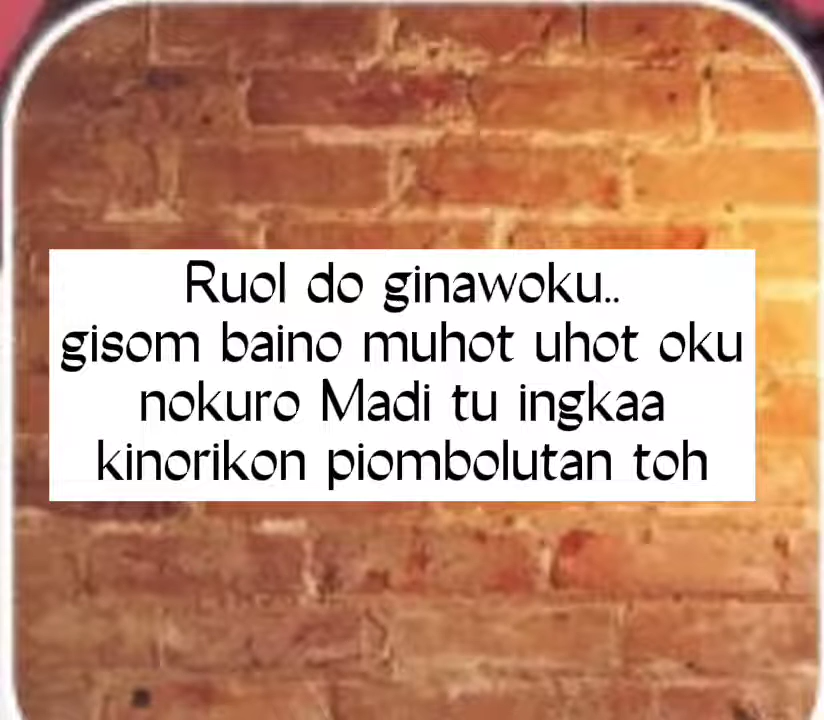 Ruol do ginawoku..
gisom baino muhot uhot oku
nokuro Madi tu ingkaa
kinorikon piombolutan toh